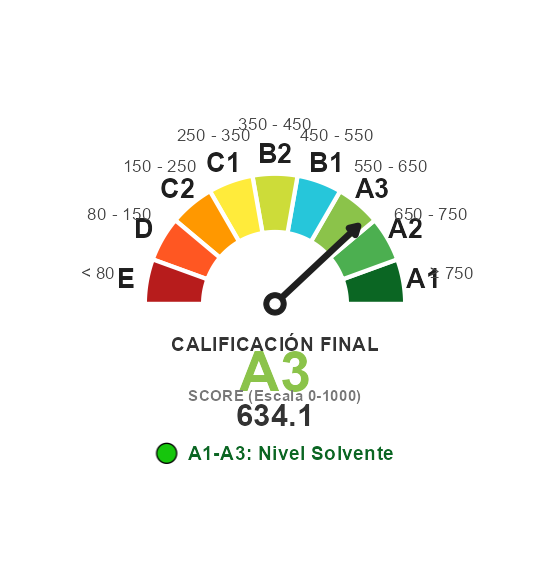 350 - 450
250 - 350
450 - 550
B2
C1
B1
150 - 250
550 - 650
C2
A3
80 - 150
650 - 750
D
A2
< 80
E
A1
≥ 750
CALIFICACIÓN FINAL
A3
SCORE (Escala 0-1000)
634.1
A1-A3: Nivel Solvente